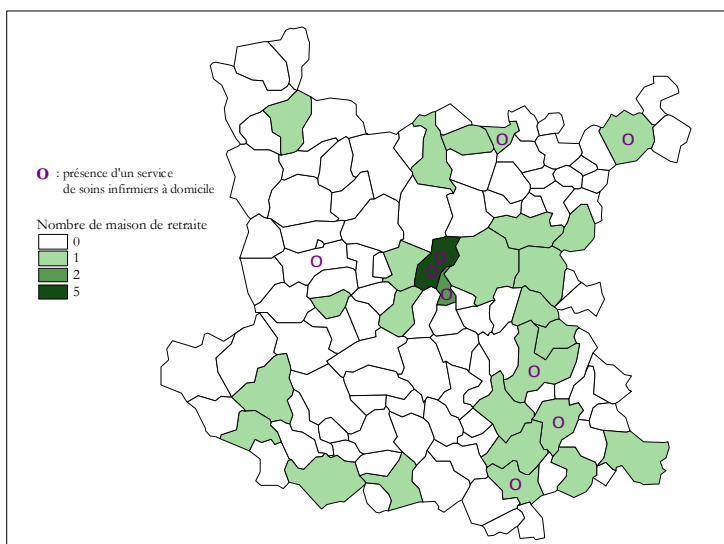 O : présence d'un service
de soins infirmiers à domicile
Nombre de maison de retraite
0
1
2
5
O
O
O
O
O
O
O
O
O